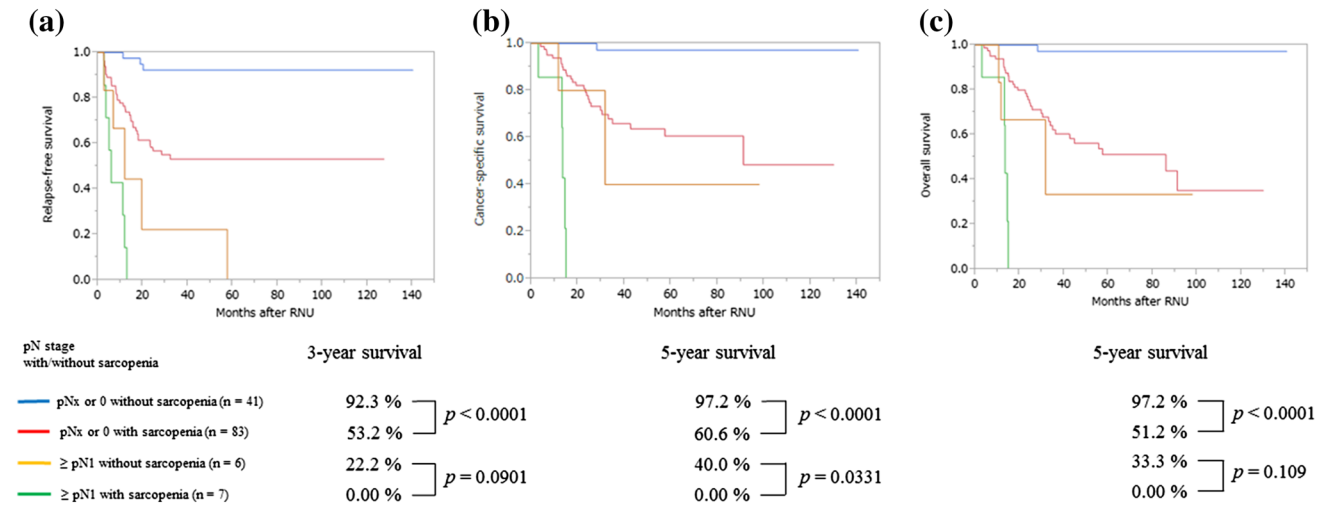 (a)
Relapse-free survival
1.0
0.8
0.6
0.4
0.2
0.0
0 20 40 60 80 100 120 140
Months after RNU
(b)
Cancer-specific survival
1.0
0.8
0.6
0.4
0.2
0.0
0 20 40 60 80 100 120 140
Months after RNU
(c)
Overall survival
1.0
0.8
0.6
0.4
0.2
0.0
0 20 40 60 80 100 120 140
Months after RNU
pN stage
with/without sarcopenia
3-year survival 5-year survival 5-year survival
pNx or 0 without sarcopenia (n = 41) 92.3 % 97.2 % 97.2 %
p < 0.0001 p < 0.0001 p < 0.0001
pNx or 0 with sarcopenia (n = 83) 53.2 % 60.6 % 51.2 %
≥ pN1 without sarcopenia (n = 6) 22.2 % 40.0 % 33.3 %
p = 0.0901 p = 0.0331 p = 0.109
≥ pN1 with sarcopenia (n = 7) 0.00 % 0.00 % 0.00 %